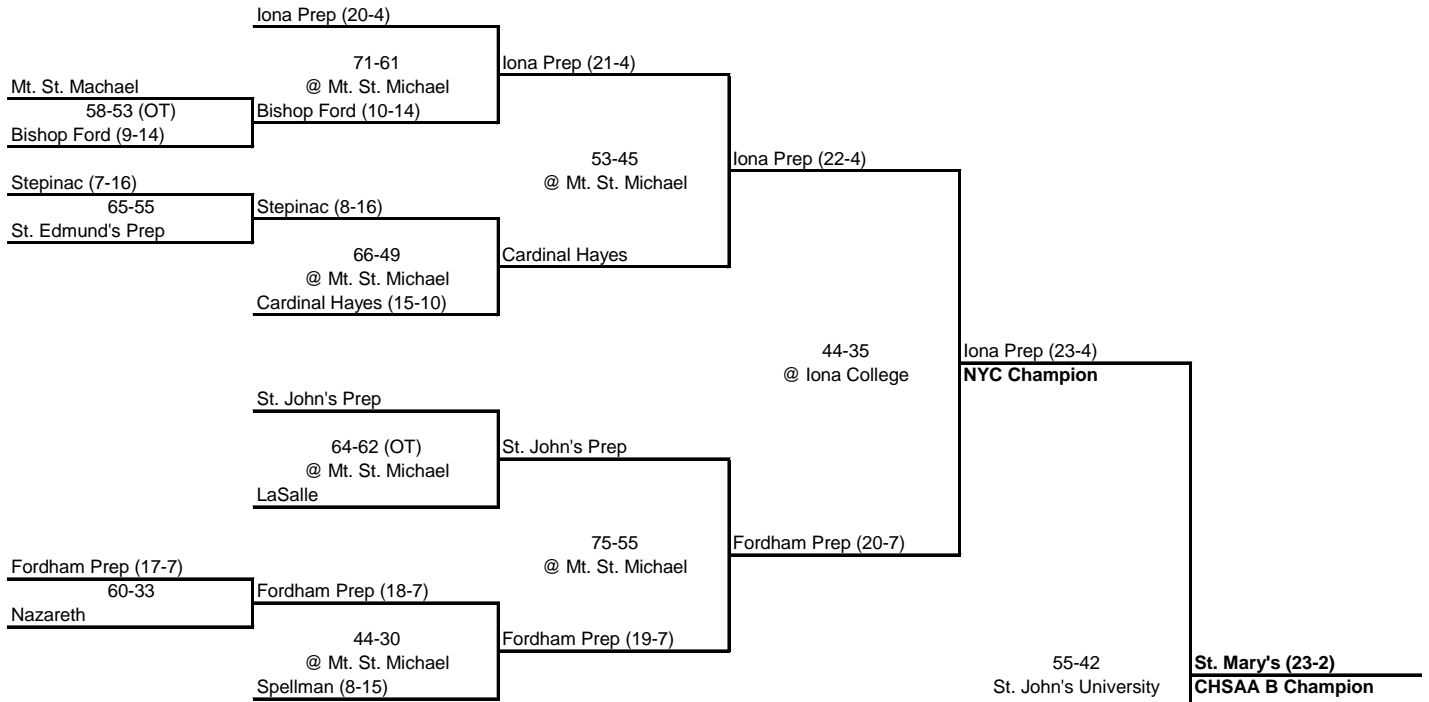 Iona Prep (20-4)
71-61
@ Mt. St. Michael
Iona Prep (21-4)
Mt. St. Machael
58-53 (OT)
Bishop Ford (10-14)
Bishop Ford (9-14)
53-45
@ Mt. St. Michael
Iona Prep (22-4)
Stepinac (7-16)
65-55
Stepinac (8-16)
St. Edmund's Prep
66-49
@ Mt. St. Michael
Cardinal Hayes
Cardinal Hayes (15-10)
44-35
@ Iona College
Iona Prep (23-4)
NYC Champion
St. John's Prep
64-62 (OT)
@ Mt. St. Michael
St. John's Prep
LaSalle
75-55
@ Mt. St. Michael
Fordham Prep (20-7)
Fordham Prep (17-7)
60-33
Fordham Prep (18-7)
Nazareth
44-30
@ Mt. St. Michael
Fordham Prep (19-7)
Spellman (8-15)
55-42
St. John's University
St. Mary's (23-2)
CHSAA B Champion